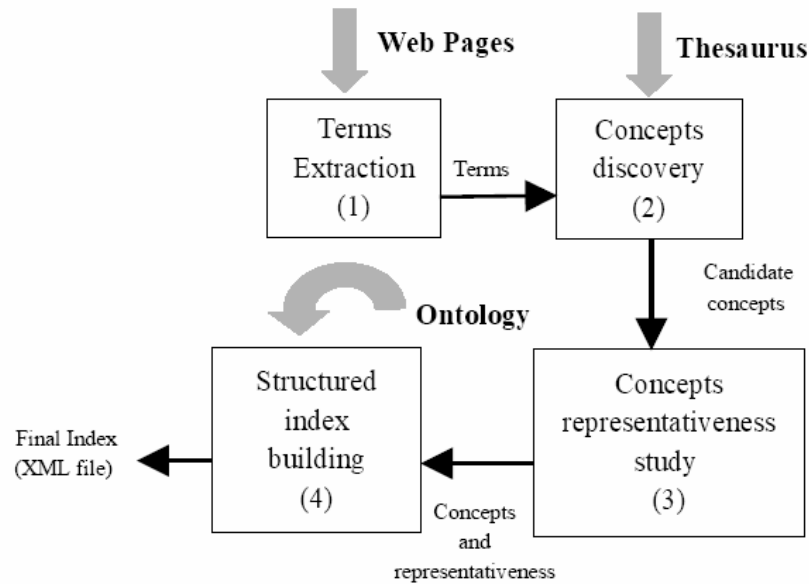 Web Pages
Thesaurus
Terms
Extraction
(1)
Terms
Concepts
discovery
(2)
Candidate
concepts
Ontology
Concepts
representativeness
study
(3)
Concepts
and
representativeness
Structured
index
building
(4)
Final Index
(XML file)